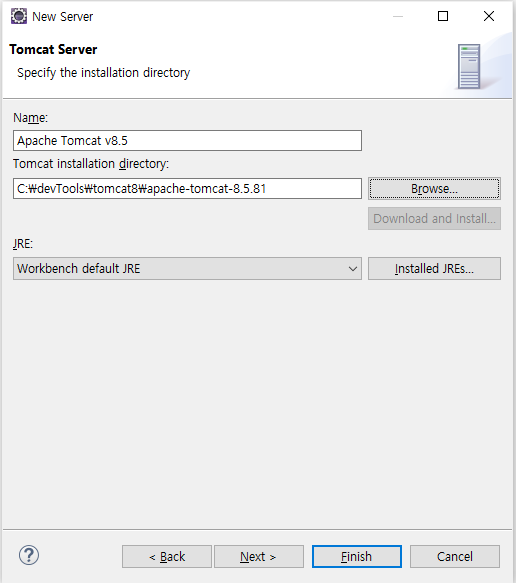 New Server
Tomcat Server
Specify the installation directory
Name:
Apache Tomcat v8.5
Tomcat installation directory:
C:₩devTools₩tomcat8₩apache-tomcat-8.5.81
Browse...
Download and Install...
JRE:
Workbench default JRE
Installed JREs...
?
< Back
Next >
Finish
Cancel